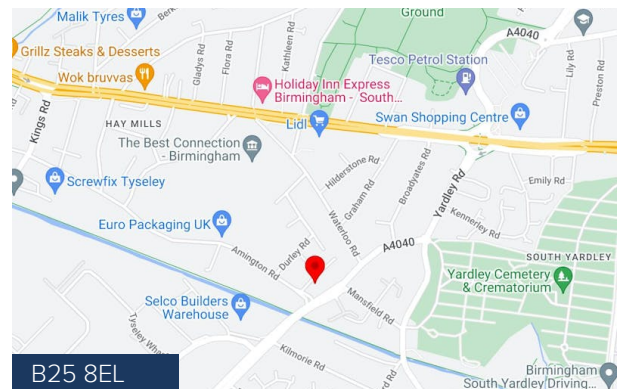 Malik Tyres
Grillz Steaks & Desserts
Wok bruvvas
Kings Rd
Gladys Rd
Flora Rd
Kathleen Rd
Ground
A4040
Lily Rd
Preston Rd
Tesco Petrol Station
Holiday Inn Express
Birmingham - South...
Lidl
Swan Shopping Centre
HAY MILLS
The Best Connection
- Birmingham
Screwfix Tyseley
Hilderstone Rd
Graham Rd
Broadyates Rd
Yardley Rd
Emily Rd
Waterloo Rd
Kennerley Rd
Euro Packaging UK
Amington Rd
Durley Rd
A4040
SOUTH YARDLEY
Yardley Cemetery
& Crematorium
Mansfield Rd
Selco Builders
Warehouse
Kilmorie Rd
Birmingham
South Yardley Driving...
B25 8EL